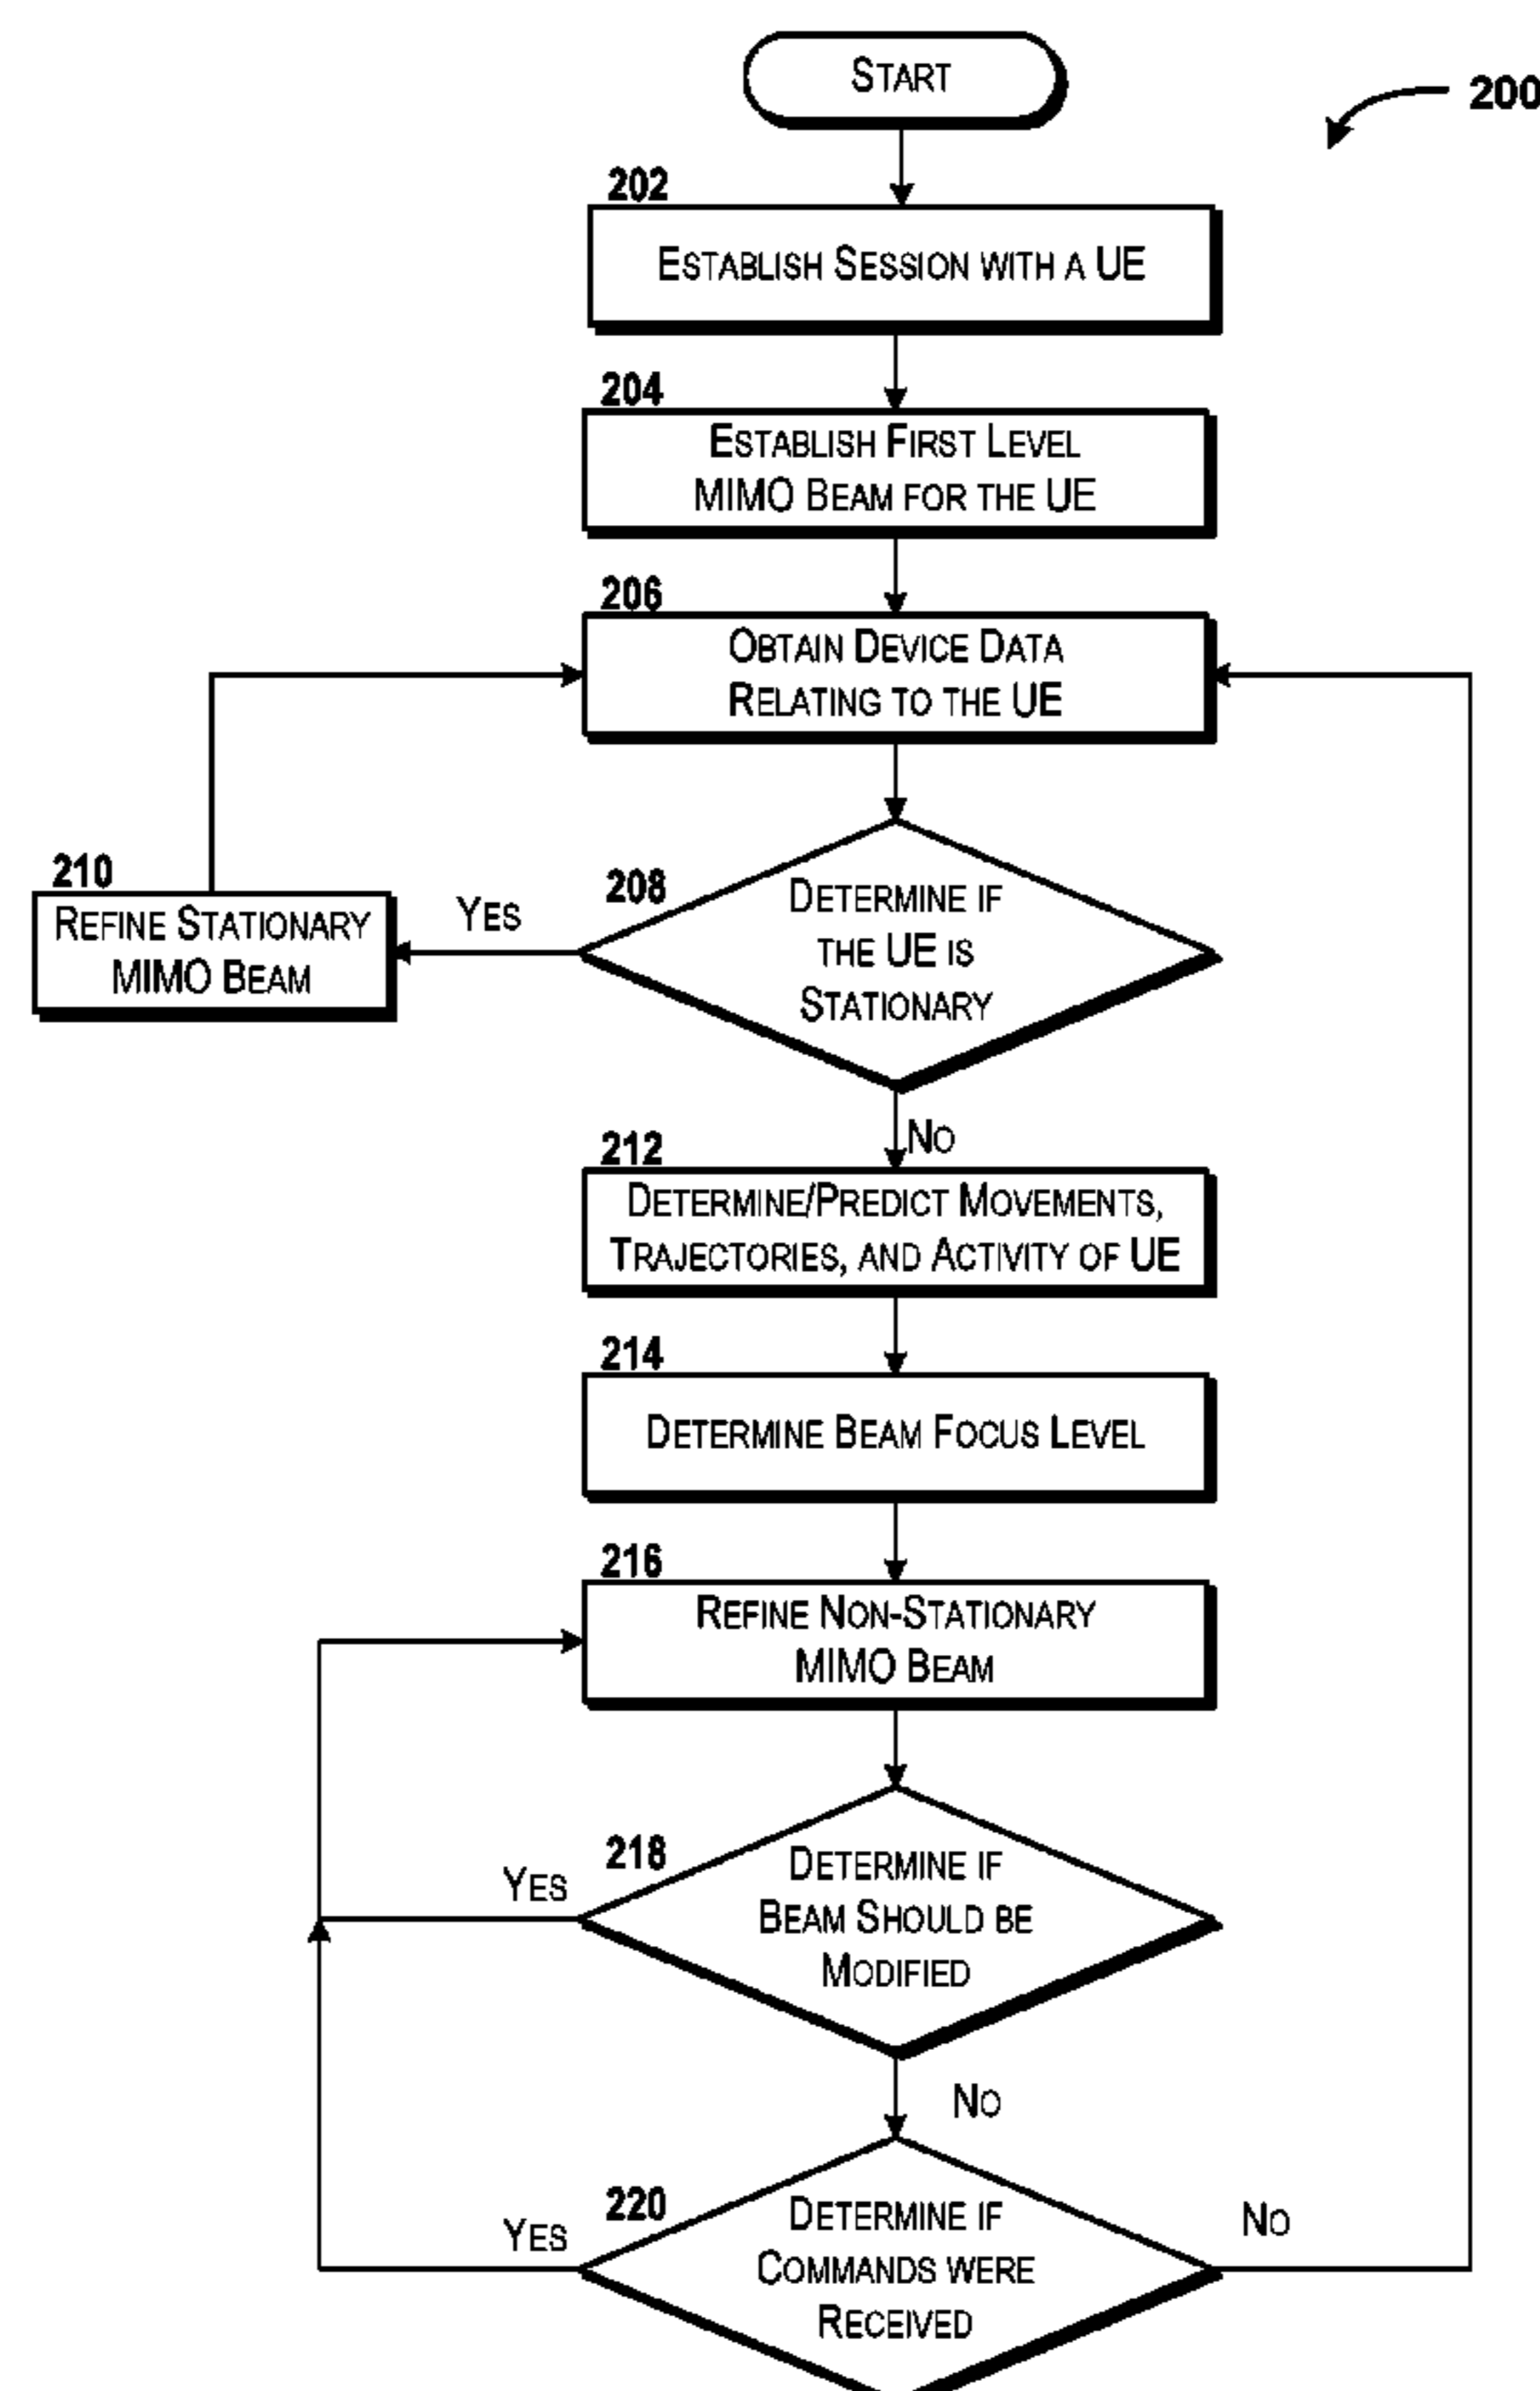 START
200
202
ESTABLISH SESSION WITH A UE
204
ESTABLISH FIRST LEVEL
MIMO BEAM FOR THE UE
206
OBTAIN DEVICE DATA
RELATING TO THE UE
210
REFINE STATIONARY
MIMO BEAM
YES
208
DETERMINE IF
THE UE IS
STATIONARY
NO
212
DETERMINE/PREDICT MOVEMENTS,
TRAJECTORIES, AND ACTIVITY OF UE
214
DETERMINE BEAM FOCUS LEVEL
216
REFINE NON-STATIONARY
MIMO BEAM
YES
218
DETERMINE IF
BEAM SHOULD BE
MODIFIED
NO
YES
220
DETERMINE IF
COMMANDS WERE
RECEIVED
NO